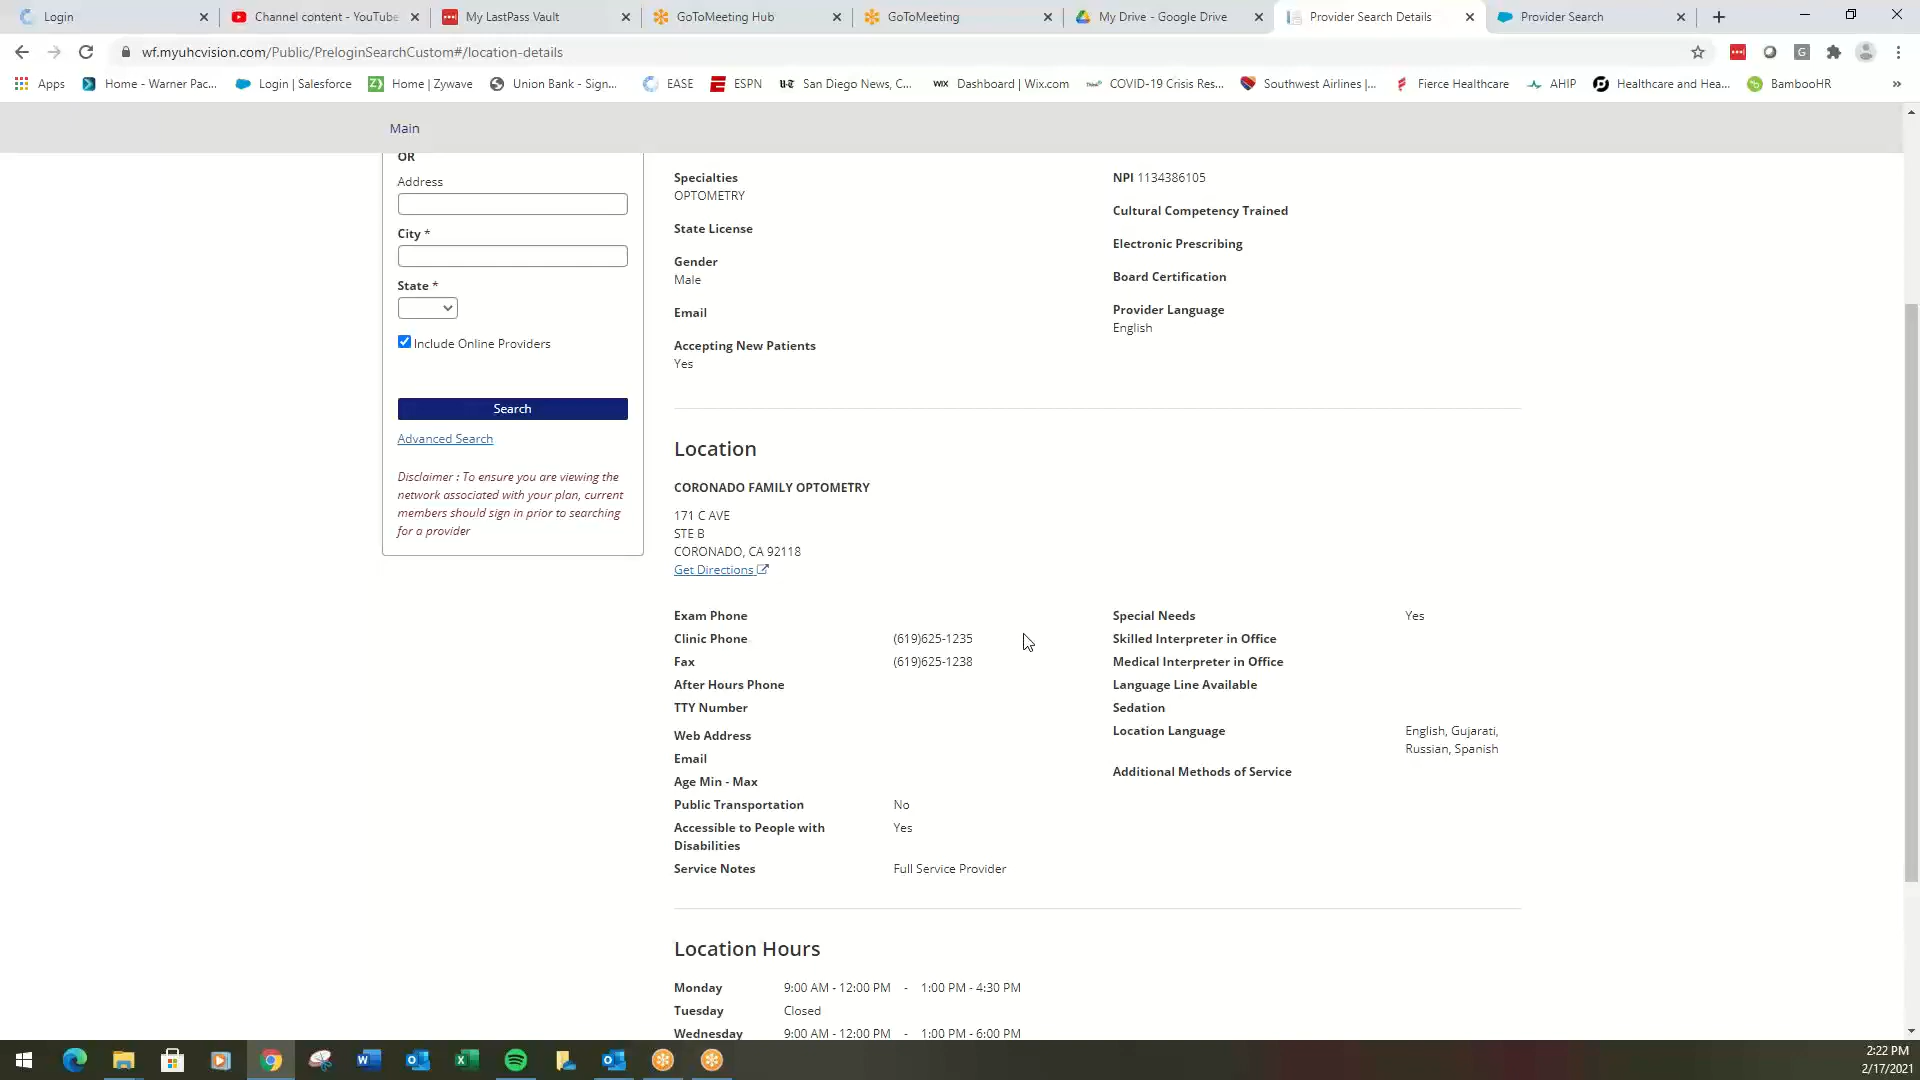 Login
Channel content - YouTube
My LastPass Vault
GoToMeeting Hub
GoToMeeting
My Drive - Google Drive
Provider Search Details
Provider Search
wf.myuhcvision.com/Public/PreloginSearchCustom#/location-details
Apps
Home - Warner Pac...
Login | Salesforce
Home | Zywave
Union Bank - Sign...
EASE
ESPN
San Diego News, C...
WIX Dashboard | Wix.com
COVID-19 Crisis Res...
Southwest Airlines |...
Fierce Healthcare
AHIP
Healthcare and Hea...
BambooHR
»
Main
OR
Address
City *
State *
Include Online Providers
Search
Advanced Search
Disclaimer : To ensure you are viewing the
network associated with your plan, current
members should sign in prior to searching
for a provider
Specialties
OPTOMETRY
State License
Gender
Male
Email
Accepting New Patients
Yes
NPI 1134386105
Cultural Competency Trained
Electronic Prescribing
Board Certification
Provider Language
English
Location
CORONADO FAMILY OPTOMETRY
171 C AVE
STE B
CORONADO, CA 92118
Get Directions
Exam Phone
Clinic Phone (619)625-1235
Fax (619)625-1238
After Hours Phone
TTY Number
Web Address
Email
Age Min - Max
Public Transportation No
Accessible to People with Yes
Disabilities
Service Notes Full Service Provider
Special Needs Yes
Skilled Interpreter in Office
Medical Interpreter in Office
Language Line Available
Sedation
Location Language English, Gujarati,
Russian, Spanish
Additional Methods of Service
Location Hours
Monday 9:00 AM - 12:00 PM - 1:00 PM - 4:30 PM
Tuesday Closed
Wednesday 9:00 AM - 12:00 PM - 1:00 PM - 6:00 PM
2:22 PM
2/17/2021